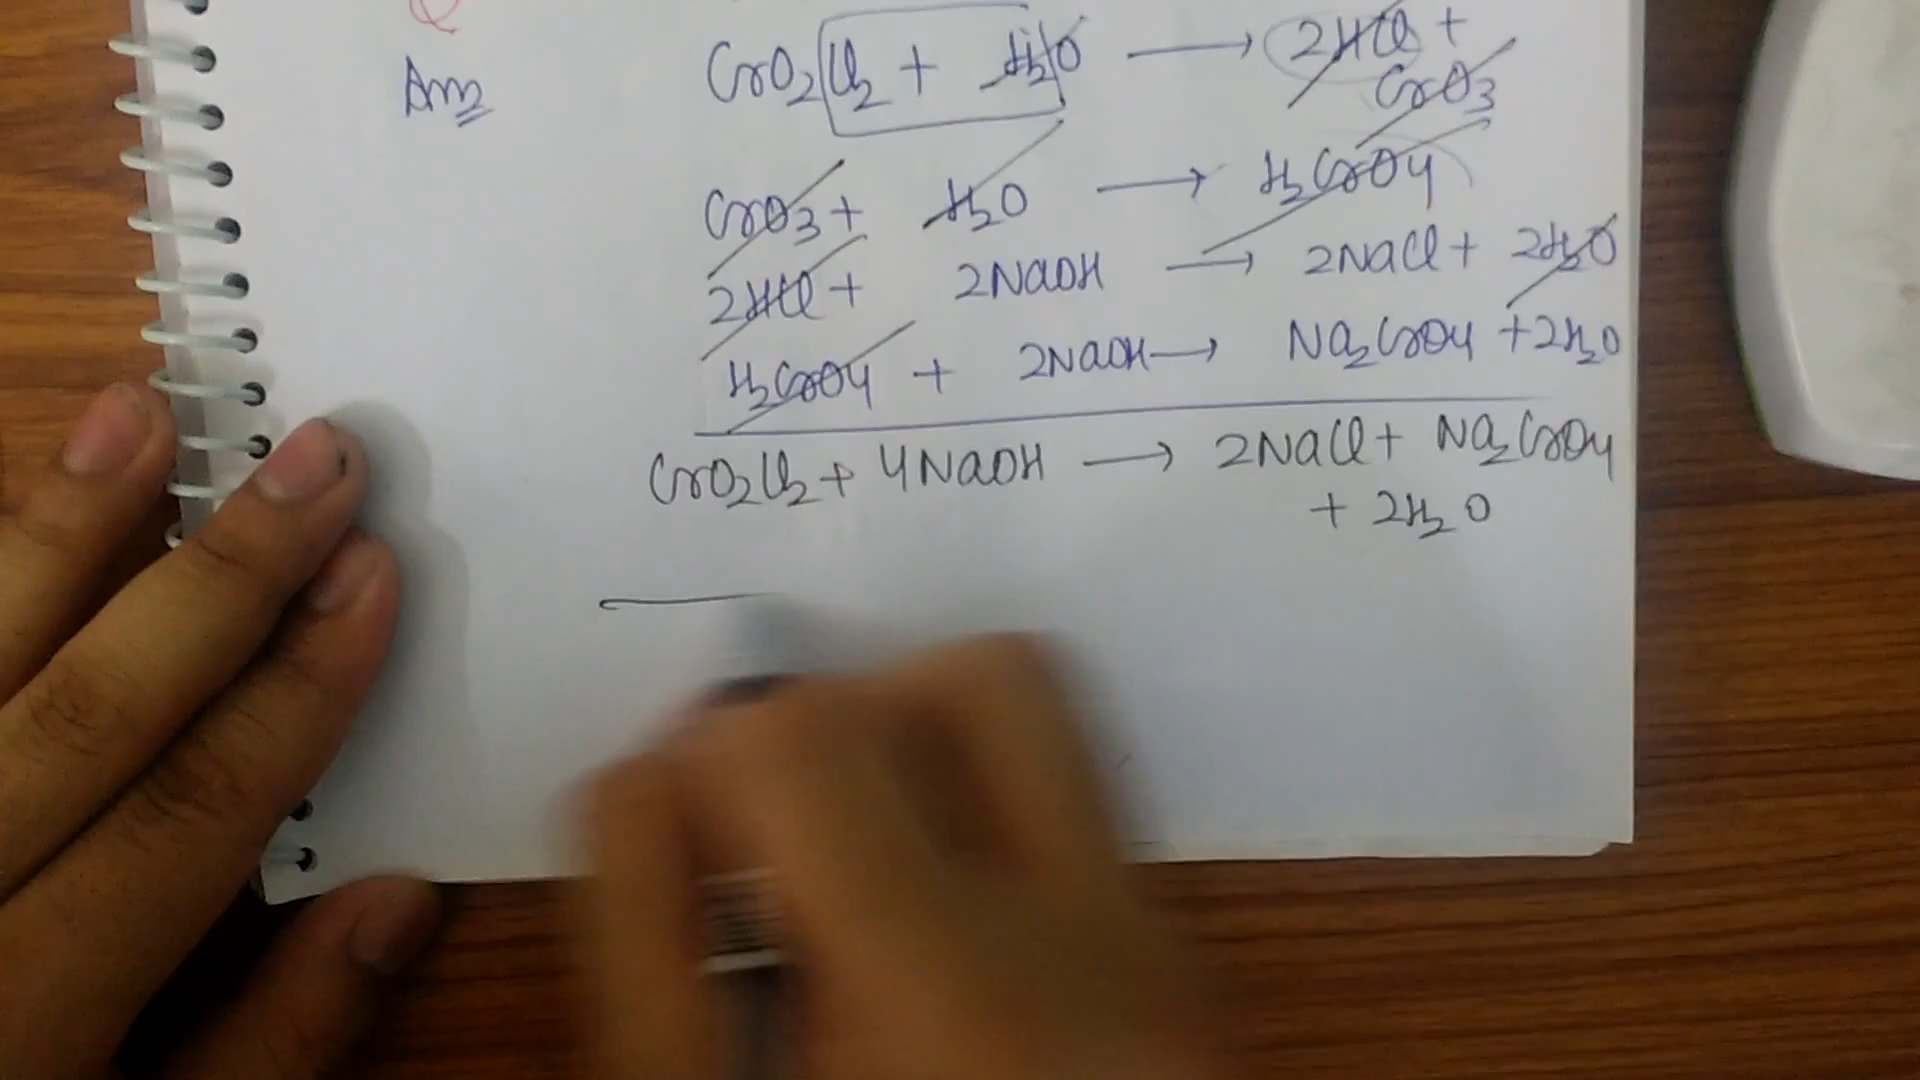 Ans
CrO2Cl2 + H2O → 2HCl +
CrO3
CrO3 + H2O → H2CrO4
2HCl + 2NaOH → 2NaCl + 2H2O
H2CrO4 + 2NaOH → Na2CrO4 + 2H2O
CrO2Cl2 + 4NaOH → 2NaCl + Na2CrO4
+ 2H2O